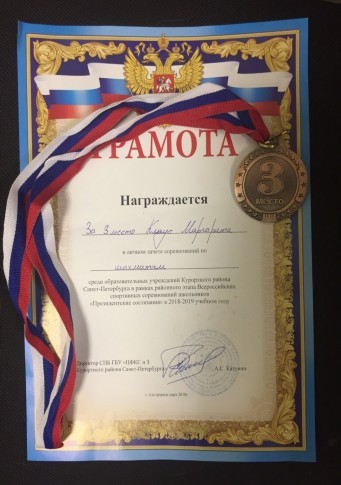 ГРАМОТА
3
МЕСТО
Награждается
За 3 место Маргарита
в личном зачете соревнований по
шахматам
среди образовательных учреждений Курортного района
Санкт-Петербурга в рамках районного этапа Всероссийских
спортивных соревнований школьников
«Президентские состязания» в 2018-2019 учебном году
Директор СПБ ГБУ «ЦФКС и З
Курортного района Санкт-Петербурга»
А.С.